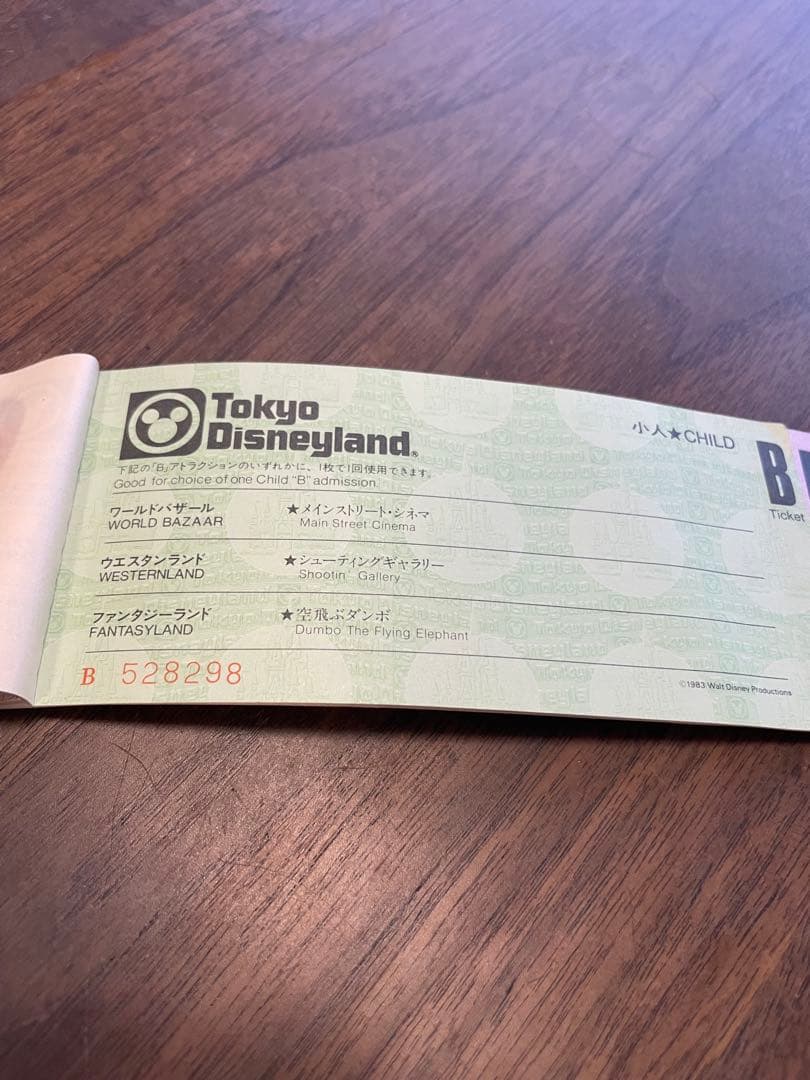 Tokyo
Disneyland®
小人★CHILD
B
Ticket
下記の「B」アトラクションのいずれかに、1枚で1回使用できます。
Good for choice of one Child "B" admission.
ワールドバザール ★メインストリート・シネマ
WORLD BAZAAR Main Street Cinema
ウエスタンランド ★シューティングギャラリー
WESTERNLAND Shootin' Gallery
ファンタジーランド ★空飛ぶダンボ
FANTASYLAND Dumbo The Flying Elephant
B 528298
©1983 Walt Disney Productions